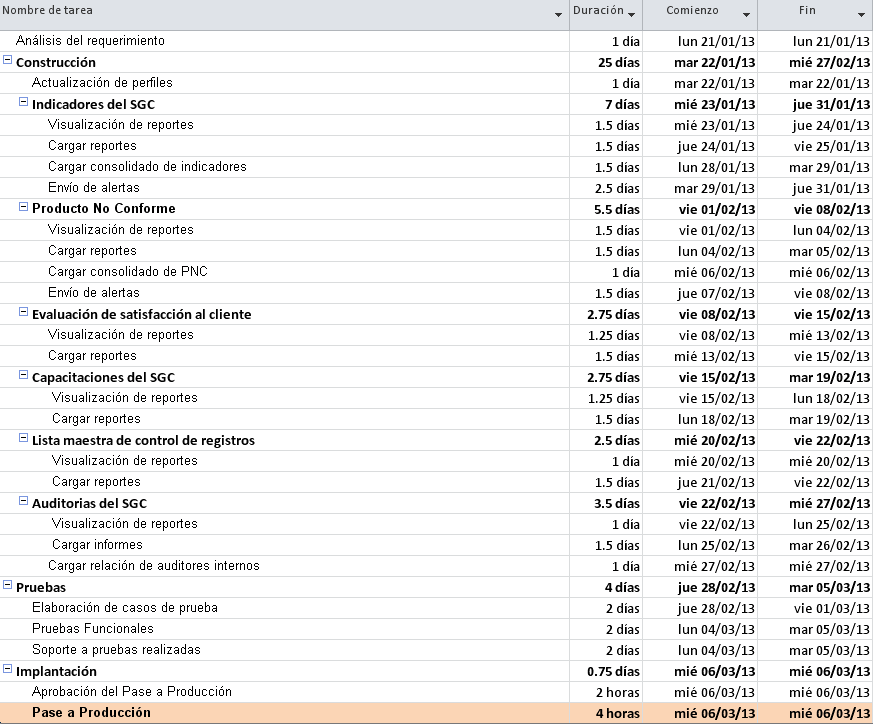 Nombre de tarea Duración Comienzo Fin
Análisis del requerimiento 1 día lun 21/01/13 lun 21/01/13
Construcción 25 días mar 22/01/13 mié 27/02/13
Actualización de perfiles 1 día mar 22/01/13 mar 22/01/13
Indicadores del SGC 7 días mié 23/01/13 jue 31/01/13
Visualización de reportes 1.5 días mié 23/01/13 jue 24/01/13
Cargar reportes 1.5 días jue 24/01/13 vie 25/01/13
Cargar consolidado de indicadores 1.5 días lun 28/01/13 mar 29/01/13
Envío de alertas 2.5 días mar 29/01/13 jue 31/01/13
Producto No Conforme 5.5 días vie 01/02/13 vie 08/02/13
Visualización de reportes 1.5 días vie 01/02/13 lun 04/02/13
Cargar reportes 1.5 días lun 04/02/13 mar 05/02/13
Cargar consolidado de PNC 1 día mié 06/02/13 mié 06/02/13
Envío de alertas 1.5 días jue 07/02/13 vie 08/02/13
Evaluación de satisfacción al cliente 2.75 días vie 08/02/13 vie 15/02/13
Visualización de reportes 1.25 días vie 08/02/13 mié 13/02/13
Cargar reportes 1.5 días mié 13/02/13 vie 15/02/13
Capacitaciones del SGC 2.75 días vie 15/02/13 mar 19/02/13
Visualización de reportes 1.25 días vie 15/02/13 lun 18/02/13
Cargar reportes 1.5 días lun 18/02/13 mar 19/02/13
Lista maestra de control de registros 2.5 días mié 20/02/13 vie 22/02/13
Visualización de reportes 1 día mié 20/02/13 mié 20/02/13
Cargar reportes 1.5 días jue 21/02/13 vie 22/02/13
Auditorias del SGC 3.5 días vie 22/02/13 mié 27/02/13
Visualización de reportes 1 día vie 22/02/13 lun 25/02/13
Cargar informes 1.5 días lun 25/02/13 mar 26/02/13
Cargar relación de auditores internos 1 día mié 27/02/13 mié 27/02/13
Pruebas 4 días jue 28/02/13 mar 05/03/13
Elaboración de casos de prueba 2 días jue 28/02/13 vie 01/03/13
Pruebas Funcionales 2 días lun 04/03/13 mar 05/03/13
Soporte a pruebas realizadas 2 días lun 04/03/13 mar 05/03/13
Implantación 0.75 días mié 06/03/13 mié 06/03/13
Aprobación del Pase a Producción 2 horas mié 06/03/13 mié 06/03/13
Pase a Producción 4 horas mié 06/03/13 mié 06/03/13